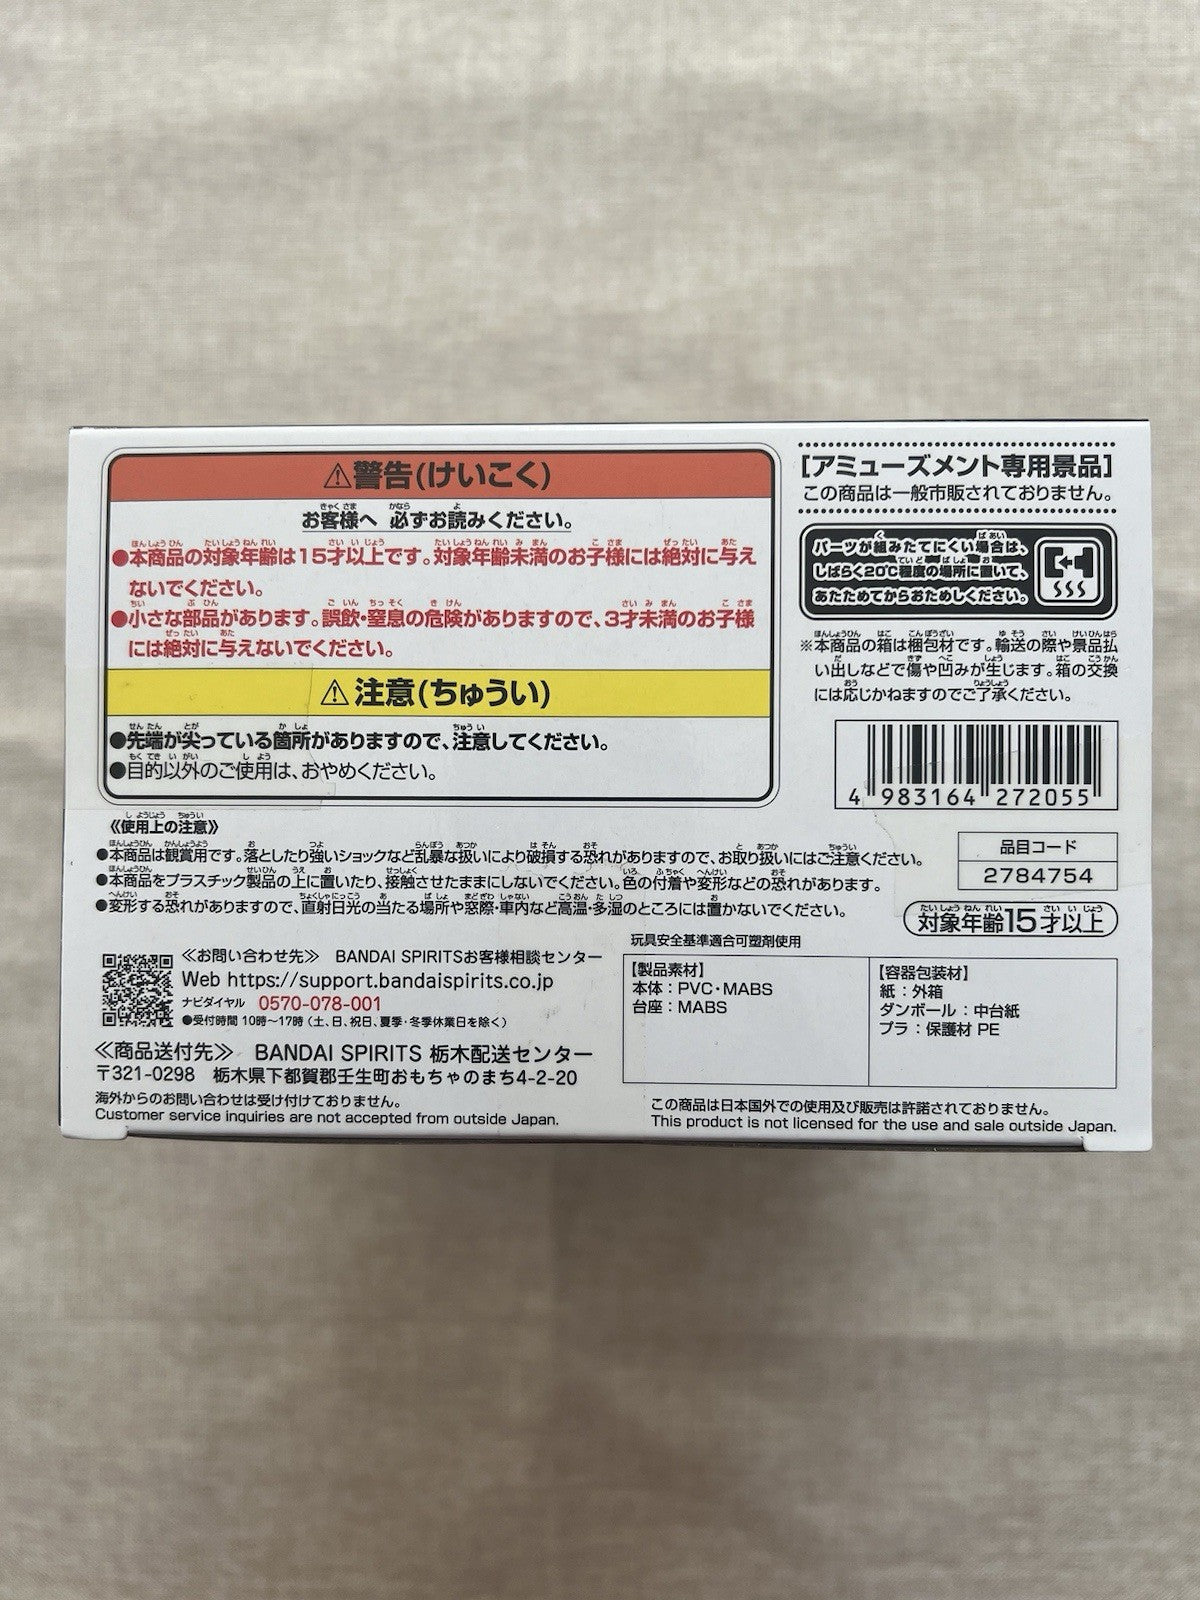 ⚠警告(けいこく)
お客様へ 必ずお読みください。
●本商品の対象年齢は15才以上です。対象年齢未満のお子様には絶対に与え
ないでください。
●小さな部品があります。誤飲・窒息の危険がありますので、3才未満のお子様
には絶対に与えないでください。
⚠注意(ちゅうい)
●先端が尖っている箇所がありますので、注意してください。
●目的以外のご使用は、おやめください。
[アミューズメント専用景品]
この商品は一般市販されておりません。
パーツが組みたてにくい場合は、
しばらく20℃程度の場所に置いて、
あたためてからおためしください。
※本商品の箱は梱包材です。輸送の際や景品払
い出しなどで傷や凹みが生じます。箱の交換
には応じかねますのでご了承ください。
4 983164 272055
《使用上の注意》
●本商品は観賞用です。落としたり強いショックなど乱暴な扱いにより破損する恐れがありますので、お取り扱いにはご注意ください。
●本商品をプラスチック製品の上に置いたり、接触させたままにしないでください。色の付着や変形などの恐れがあります。
●変形する恐れがありますので、直射日光の当たる場所や窓際・車内など高温・多湿のところには置かないでください。
品目コード
2784754
対象年齢15才以上
《お問い合わせ先》 BANDAI SPIRITSお客様相談センター
Web https://support.bandaispirits.co.jp
ナビダイヤル 0570-078-001
●受付時間 10時〜17時(土、日、祝日、夏季・冬季休業日を除く)
《商品送付先》 BANDAI SPIRITS 栃木配送センター
〒321-0298 栃木県下都賀郡壬生町おもちゃのまち4-2-20
海外からのお問い合わせは受け付けておりません。
Customer service inquiries are not accepted from outside Japan.
玩具安全基準適合可塑剤使用
【製品素材】
本体：PVC・MABS
台座：MABS
【容器包装材】
紙：外箱
ダンボール：中台紙
プラ：保護材 PE
この商品は日本国外での使用及び販売は許諾されておりません。
This product is not licensed for the use and sale outside Japan.